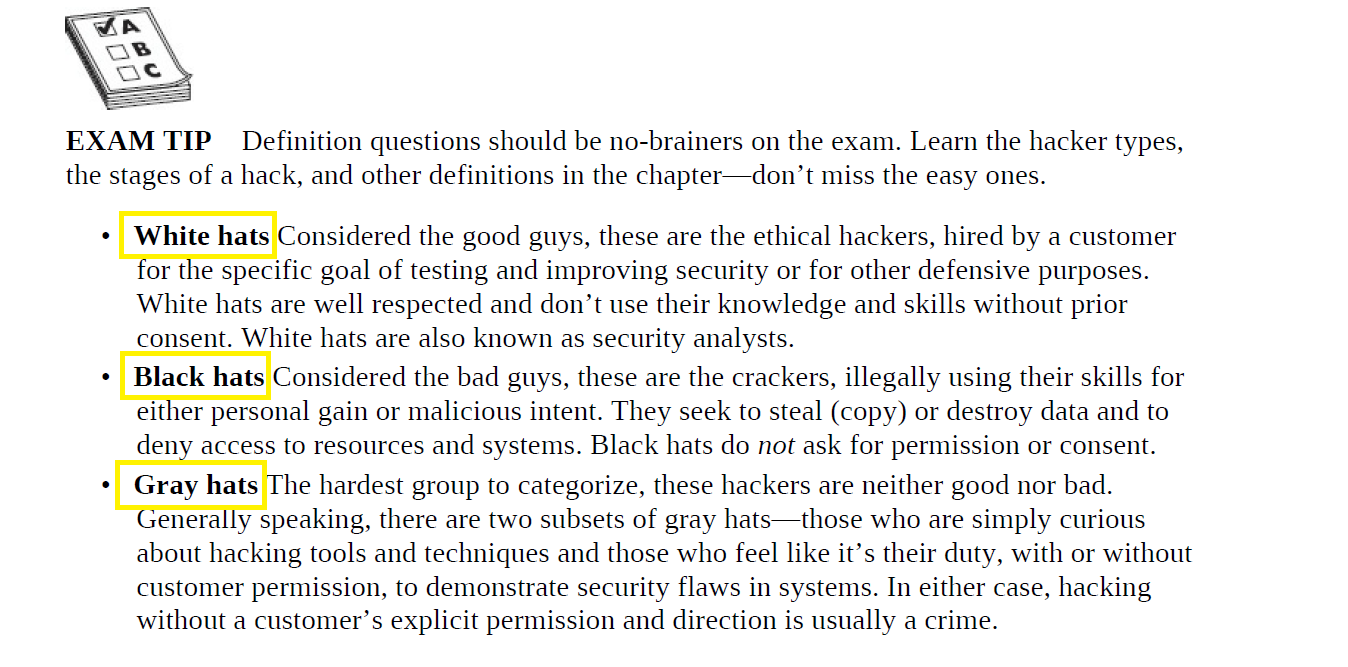 A
B
C
EXAM TIP Definition questions should be no-brainers on the exam. Learn the hacker types,
the stages of a hack, and other definitions in the chapter—don’t miss the easy ones.
• White hats Considered the good guys, these are the ethical hackers, hired by a customer
for the specific goal of testing and improving security or for other defensive purposes.
White hats are well respected and don’t use their knowledge and skills without prior
consent. White hats are also known as security analysts.
• Black hats Considered the bad guys, these are the crackers, illegally using their skills for
either personal gain or malicious intent. They seek to steal (copy) or destroy data and to
deny access to resources and systems. Black hats do not ask for permission or consent.
• Gray hats The hardest group to categorize, these hackers are neither good nor bad.
Generally speaking, there are two subsets of gray hats—those who are simply curious
about hacking tools and techniques and those who feel like it’s their duty, with or without
customer permission, to demonstrate security flaws in systems. In either case, hacking
without a customer’s explicit permission and direction is usually a crime.